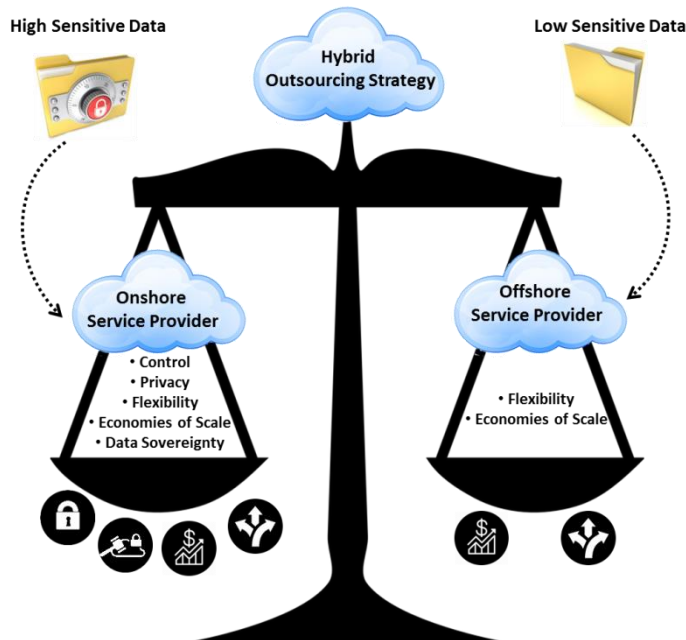 High Sensitive Data
Hybrid
Outsourcing Strategy
Low Sensitive Data
Onshore
Service Provider
• Control
• Privacy
• Flexibility
• Economies of Scale
• Data Sovereignty
Offshore
Service Provider
• Flexibility
• Economies of Scale
$
$